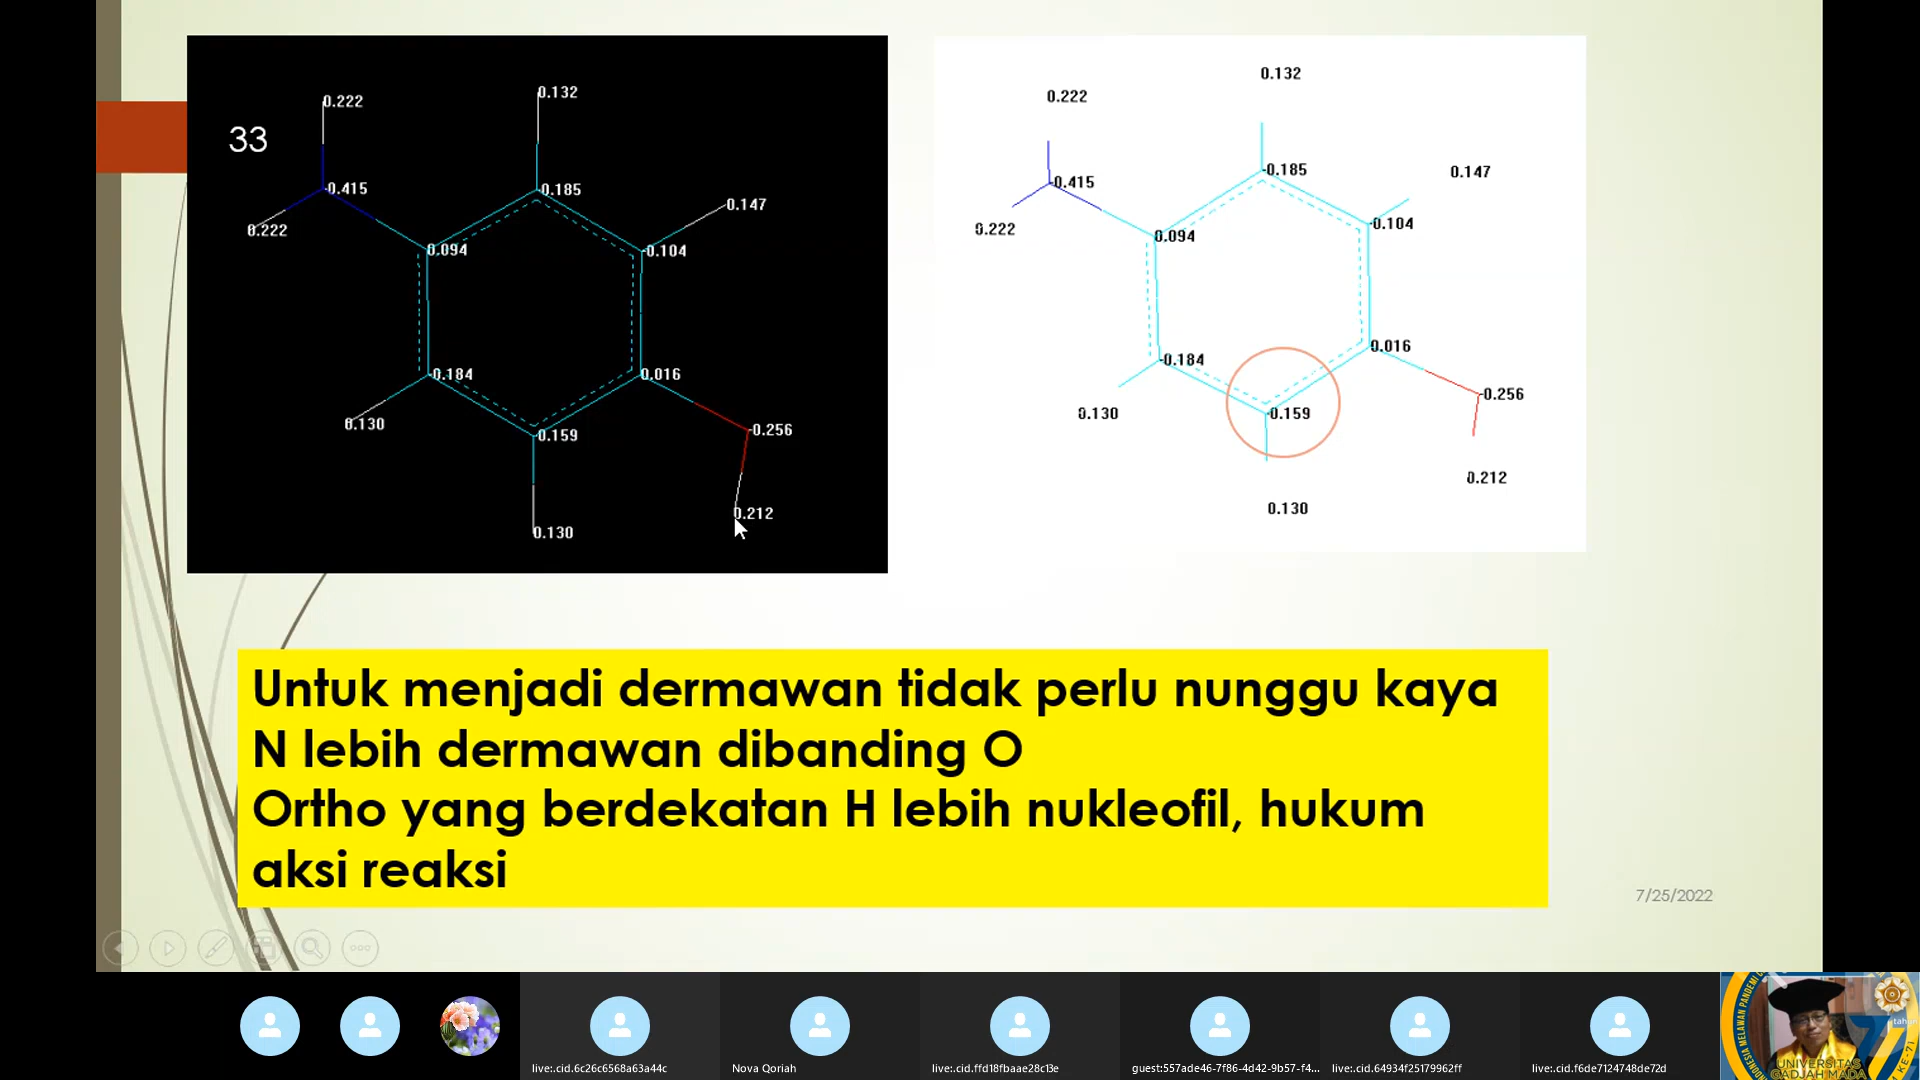 33
0.222
0.132
-0.415
-0.185
0.147
0.222
0.094
-0.104
-0.184
0.016
0.130
-0.159
-0.256
0.212
0.130
0.132
0.222
-0.185
0.147
-0.415
-0.104
0.222
0.094
0.016
-0.184
-0.256
0.130
-0.159
0.212
0.130
Untuk menjadi dermawan tidak perlu nunggu kaya
N lebih dermawan dibanding O
Ortho yang berdekatan H lebih nukleofil, hukum
aksi reaksi
7/25/2022
live:.cid.6c26c6568a63a44c
Nova Qoriah
live:.cid.ffd18fbaae28c13e
guest:557ade46-7f86-4d42-9b57-f4...
live:.cid.64934f25179962ff
live:.cid.f6de7124748de72d
UNIVERSITAS
GADJAH MADA